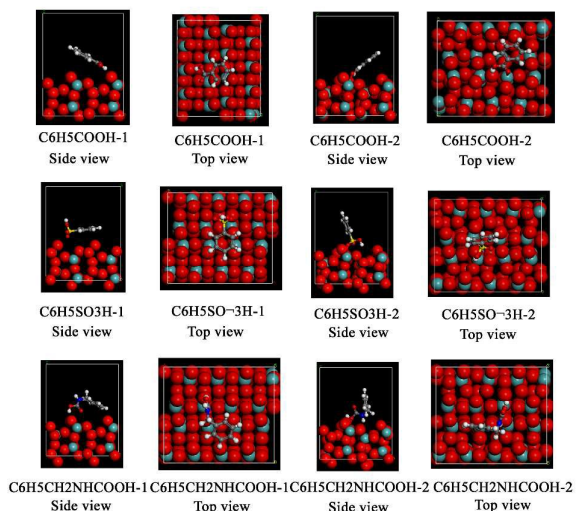 C6H5COOH-1 C6H5COOH-1 C6H5COOH-2 C6H5COOH-2
Side view Top view Side view Top view
C6H5SO3H-1 C6H5SO¬3H-1 C6H5SO3H-2 C6H5SO¬3H-2
Side view Top view Side view Top view
C6H5CH2NHCOOH-1 C6H5CH2NHCOOH-1 C6H5CH2NHCOOH-2 C6H5CH2NHCOOH-2
Side view Top view Side view Top view